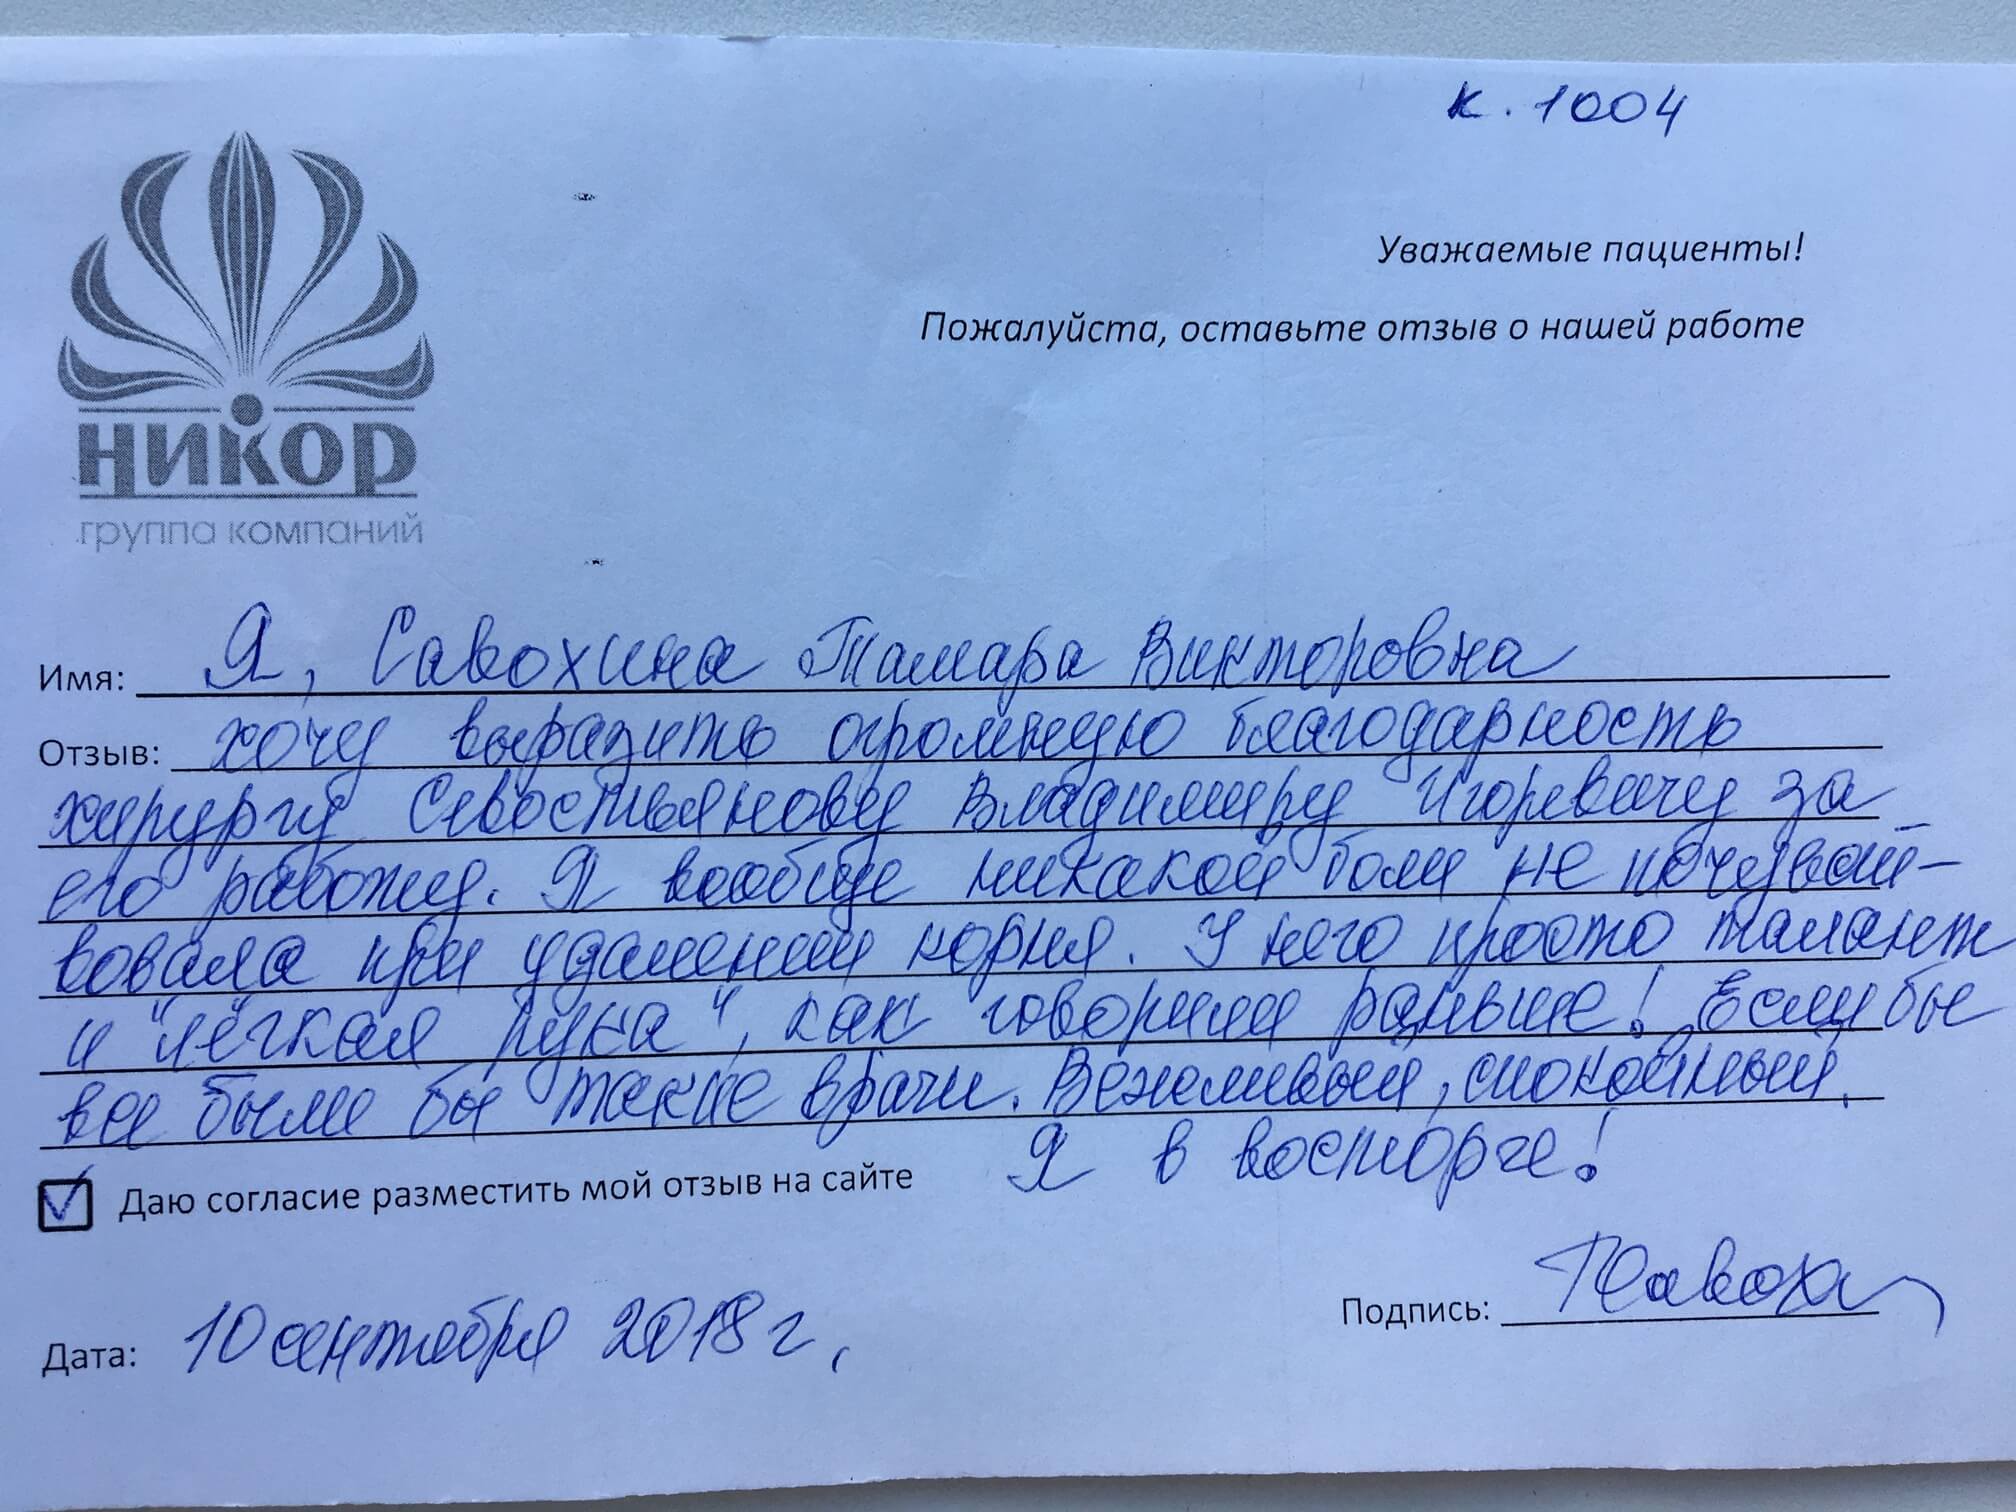 к. 1004
Уважаемые пациенты!
Пожалуйста, оставьте отзыв о нашей работе
никор
группа компаний
Имя: Я, Савохина Тамара Викторовна
Отзыв: хочу выразить огромную благодарность
хирургу Севостьянову Владимиру Игоревичу за
его работу. Я вообще никакой боли не почувст-
вовала при удалении корня. У него просто талант
и "лёгкая рука", как говорили раньше! Если бы
все были бы такие врачи. Вежливый, спокойный.
Я в восторге!
Даю согласие разместить мой отзыв на сайте
Подпись: ТСавох
Дата: 10 сентября 2018 г.